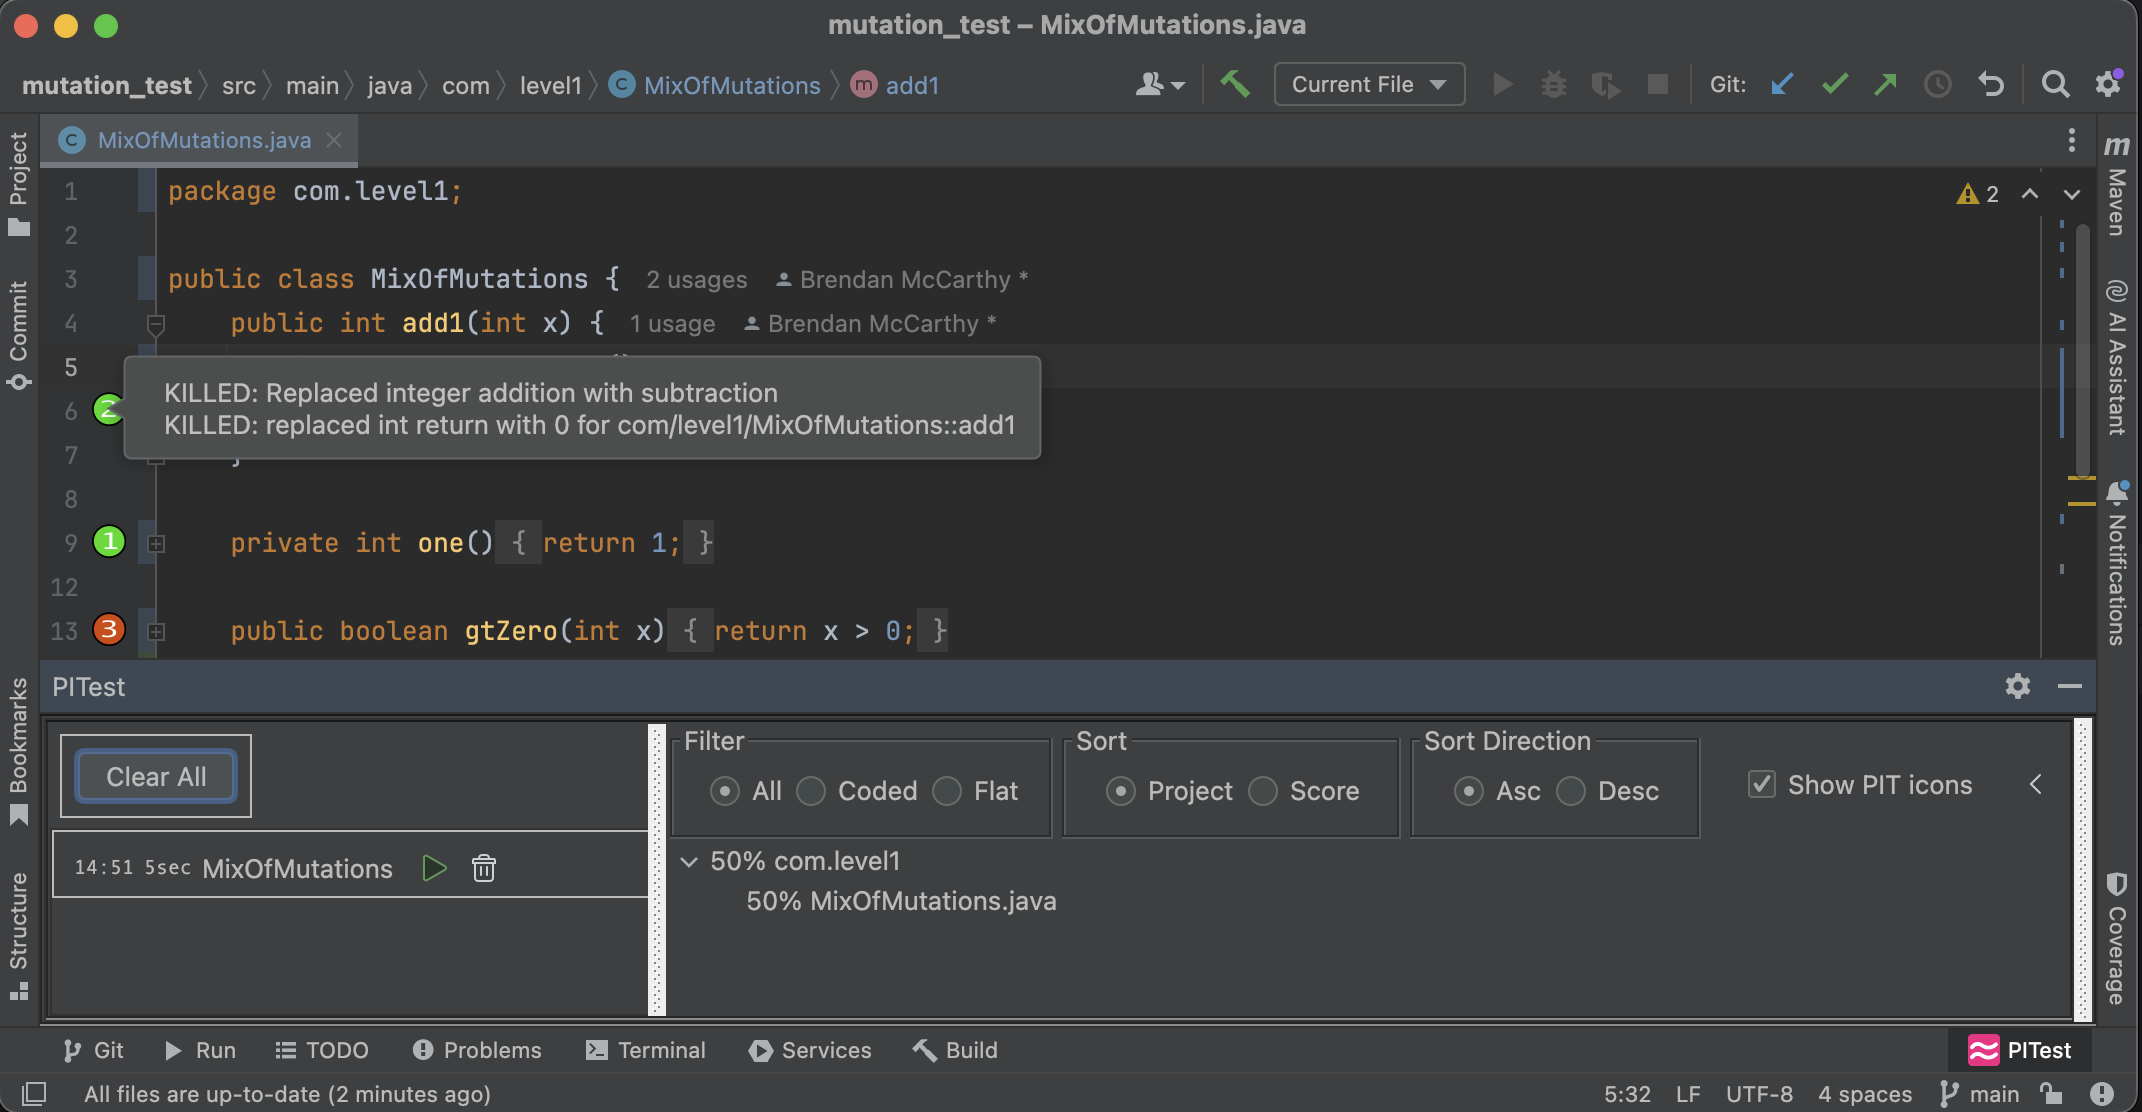 mutation_test – MixOfMutations.java
mutation_test src main java com level1 C MixOfMutations m add1 Current File Git:
C MixOfMutations.java
Project
Commit
Bookmarks
Structure
1 package com.level1;
2
3 public class MixOfMutations { 2 usages Brendan McCarthy *
4 public int add1(int x) { 1 usage Brendan McCarthy *
5
KILLED: Replaced integer addition with subtraction
6 2
KILLED: replaced int return with 0 for com/level1/MixOfMutations::add1
7 }
8
9 1 private int one() { return 1; }
12
13 3 public boolean gtZero(int x) { return x > 0; }
2
m Maven
AI Assistant
Notifications
Coverage
PITest
Clear All
14:51 5sec MixOfMutations
Filter Sort Sort Direction
All Coded Flat Project Score Asc Desc Show PIT icons
50% com.level1
50% MixOfMutations.java
Git Run TODO Problems Terminal Services Build PITest
All files are up-to-date (2 minutes ago) 5:32 LF UTF-8 4 spaces main